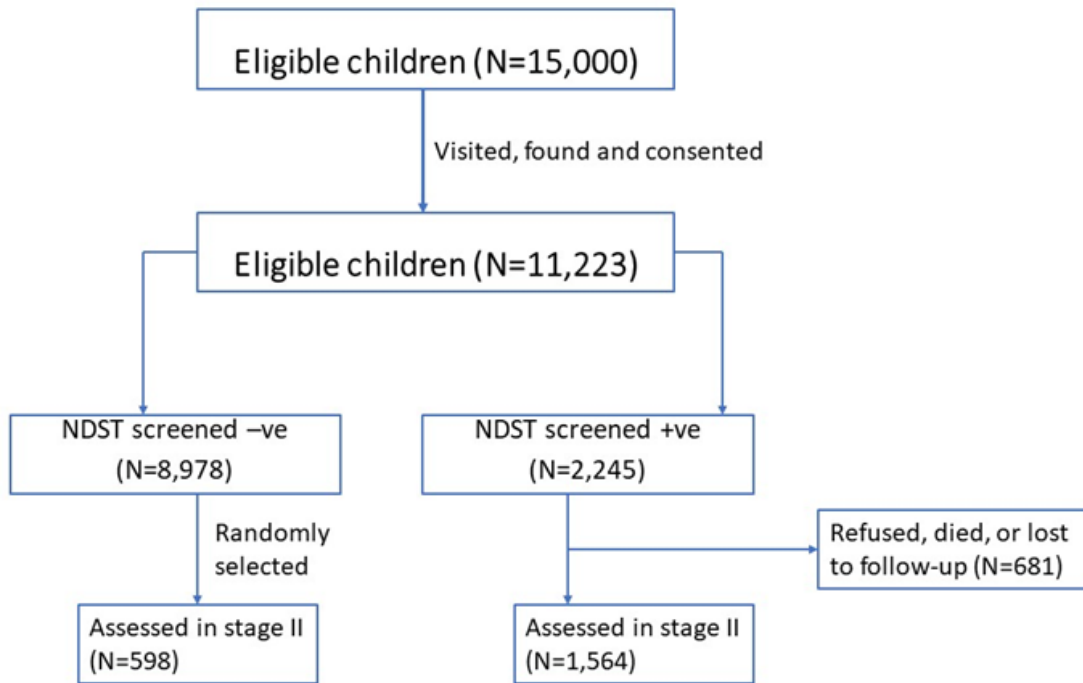 Eligible children (N=15,000)
Visited, found and consented
Eligible children (N=11,223)
NDST screened –ve
(N=8,978)
NDST screened +ve
(N=2,245)
Randomly
selected
Refused, died, or lost
to follow-up (N=681)
Assessed in stage II
(N=598)
Assessed in stage II
(N=1,564)